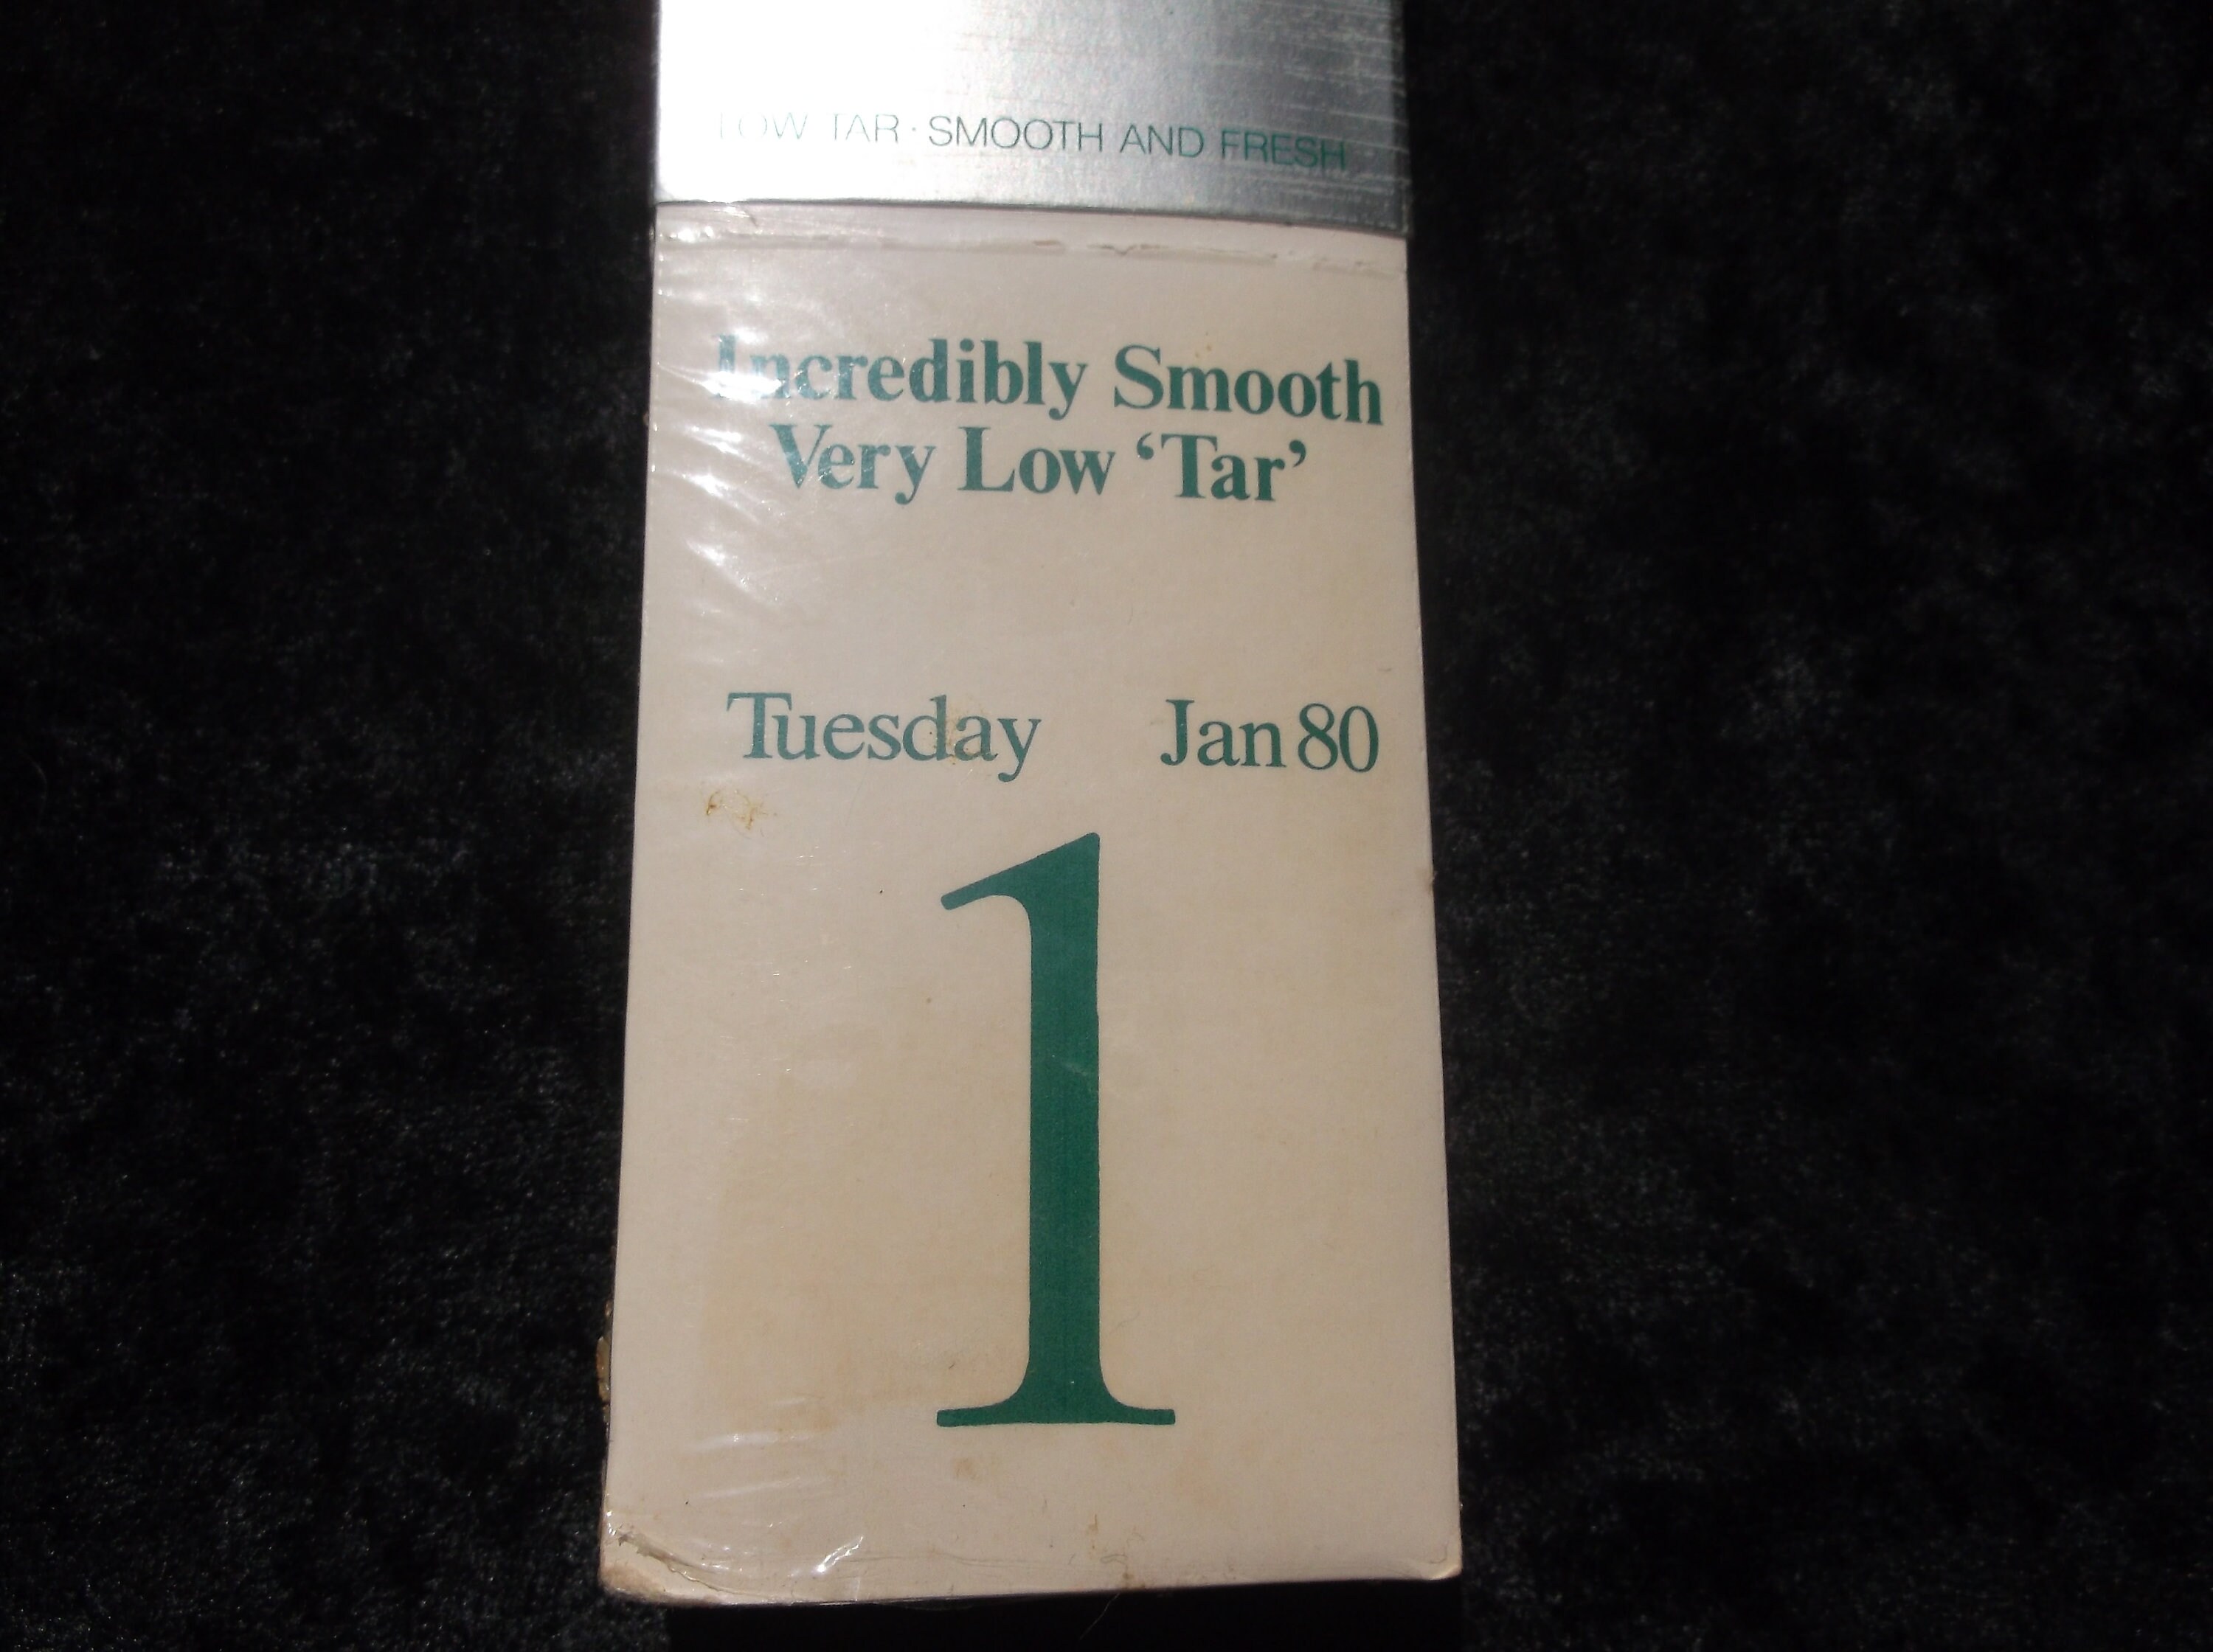 LOW TAR · SMOOTH AND FRESH
Incredibly Smooth
Very Low ‘Tar’
Tuesday Jan 80
1